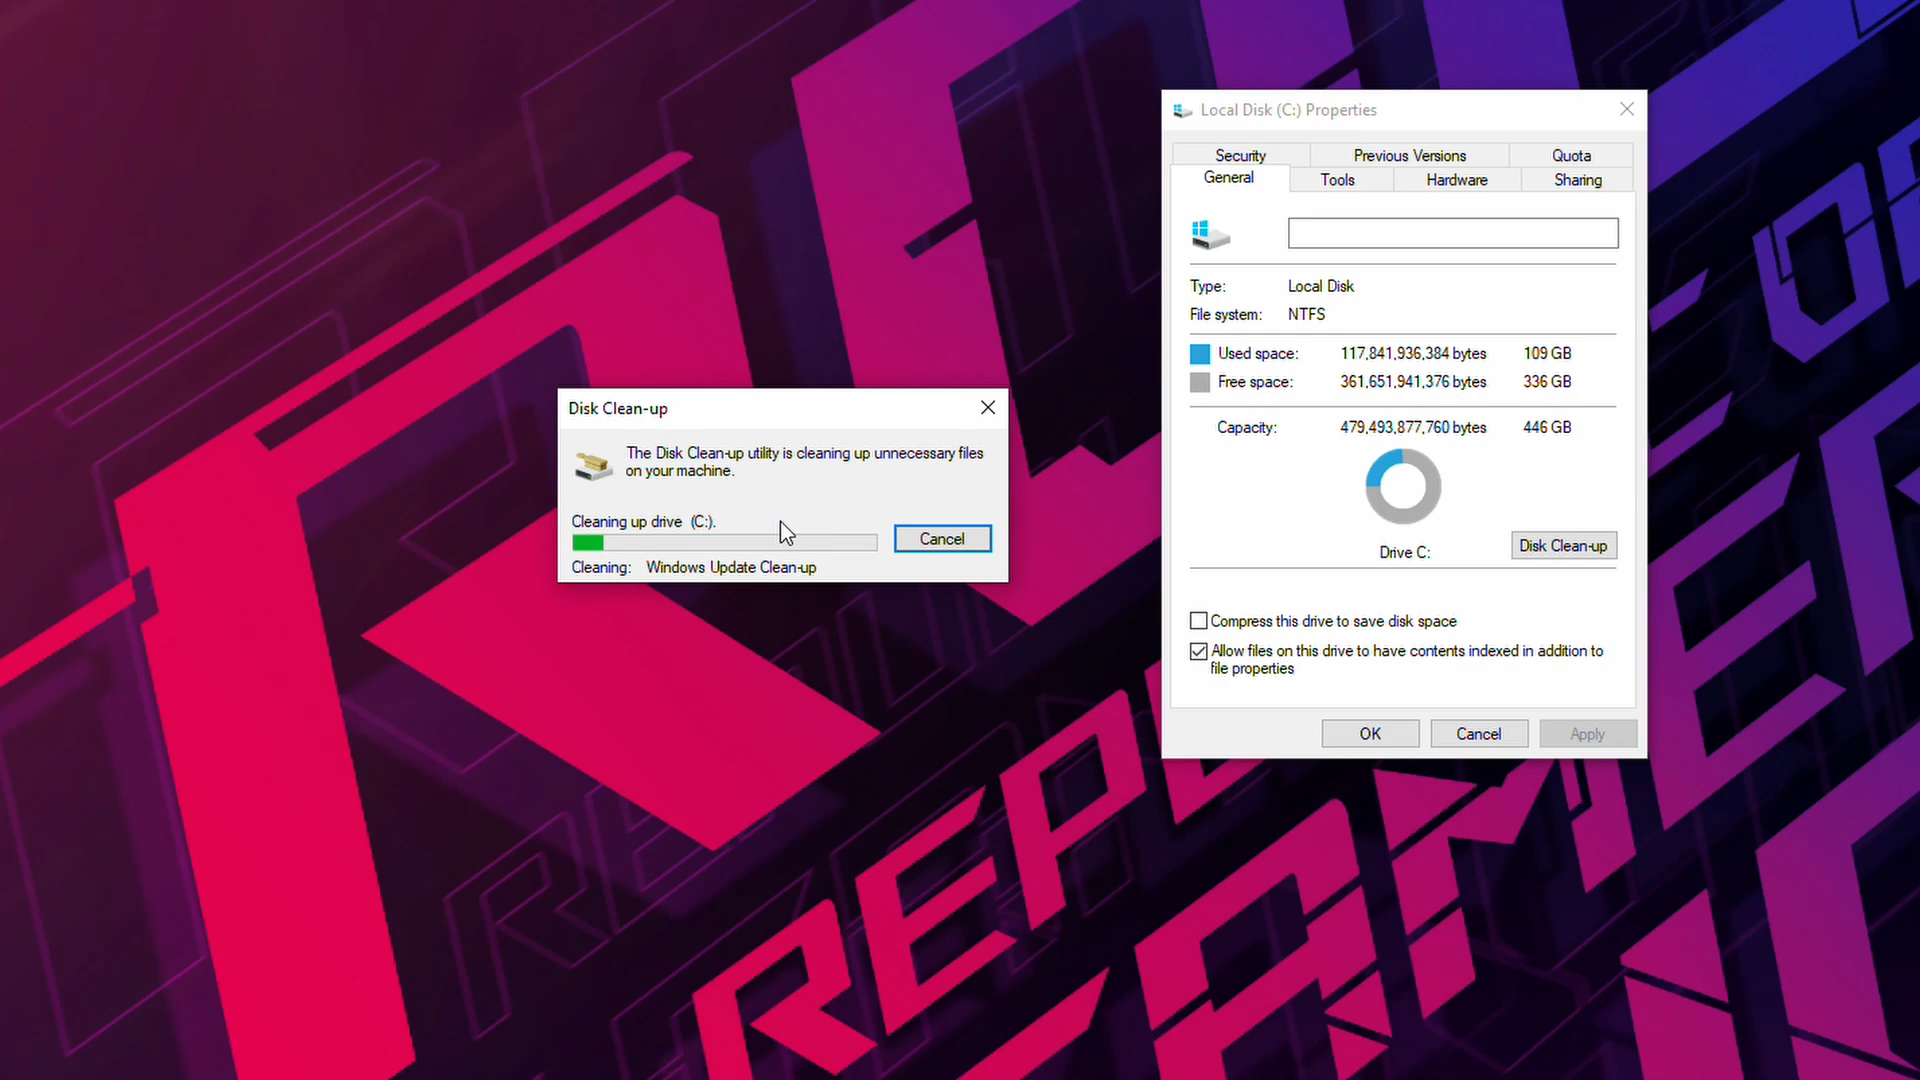 Local Disk (C:) Properties
Security Previous Versions Quota
General Tools Hardware Sharing
Type: Local Disk
File system: NTFS
Used space: 117,841,936,384 bytes 109 GB
Free space: 361,651,941,376 bytes 336 GB
Capacity: 479,493,877,760 bytes 446 GB
Drive C: Disk Clean-up
Compress this drive to save disk space
Allow files on this drive to have contents indexed in addition to
file properties
OK Cancel Apply
Disk Clean-up
The Disk Clean-up utility is cleaning up unnecessary files
on your machine.
Cleaning up drive (C:).
Cancel
Cleaning: Windows Update Clean-up